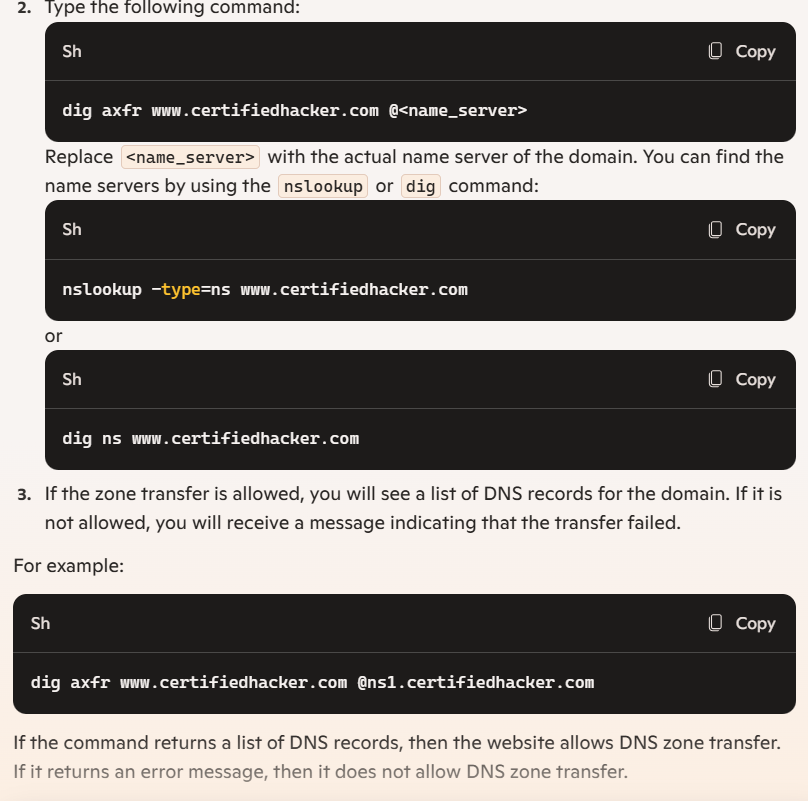 2. Type the following command:
Sh Copy
dig axfr www.certifiedhacker.com @<name_server>
Replace <name_server> with the actual name server of the domain. You can find the
name servers by using the nslookup or dig command:
Sh Copy
nslookup -type=ns www.certifiedhacker.com
or
Sh Copy
dig ns www.certifiedhacker.com
3. If the zone transfer is allowed, you will see a list of DNS records for the domain. If it is
not allowed, you will receive a message indicating that the transfer failed.
For example:
Sh Copy
dig axfr www.certifiedhacker.com @ns1.certifiedhacker.com
If the command returns a list of DNS records, then the website allows DNS zone transfer.
If it returns an error message, then it does not allow DNS zone transfer.